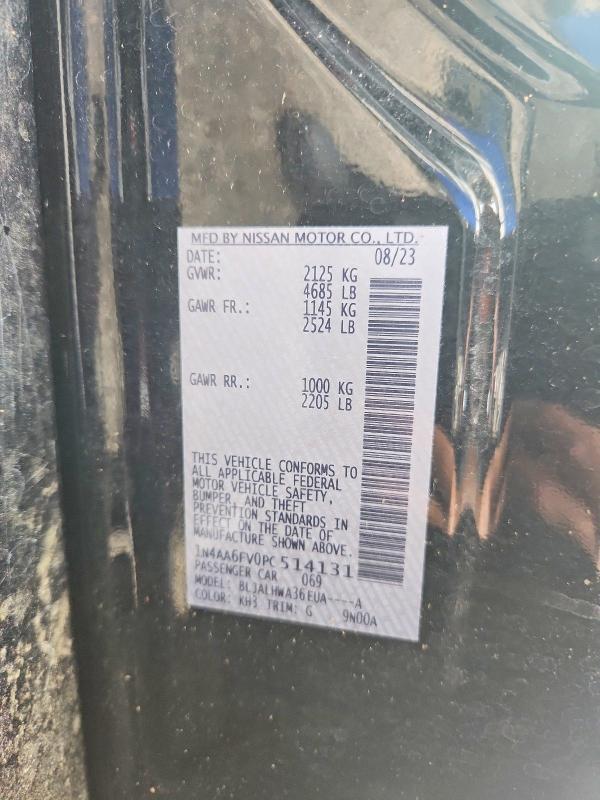 MFD BY NISSAN MOTOR CO., LTD.
DATE: 08/23
GVWR: 2125 KG
4685 LB
GAWR FR.: 1145 KG
2524 LB
GAWR RR.: 1000 KG
2205 LB
THIS VEHICLE CONFORMS TO
ALL APPLICABLE FEDERAL
MOTOR VEHICLE SAFETY,
BUMPER, AND THEFT
PREVENTION STANDARDS IN
EFFECT ON THE DATE OF
MANUFACTURE SHOWN ABOVE.
1N4AA6FV0PC514131
PASSENGER CAR 069
MODEL: BLJALHWA36EUA----A
COLOR: KH3 TRIM: G 9N00A